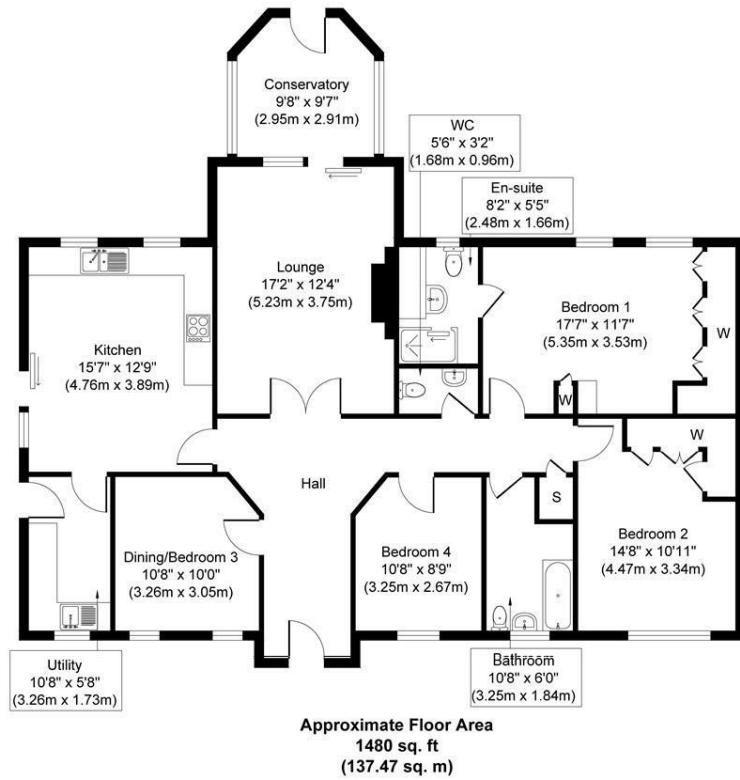 Conservatory
9'8" x 9'7"
(2.95m x 2.91m)
WC
5'6" x 3'2"
(1.68m x 0.96m)
En-suite
8'2" x 5'5"
(2.48m x 1.66m)
Lounge
17'2" x 12'4"
(5.23m x 3.75m)
Bedroom 1
17'7" x 11'7"
(5.35m x 3.53m)
W
W
Kitchen
15'7" x 12'9"
(4.76m x 3.89m)
W
Hall
S
Dining/Bedroom 3
10'8" x 10'0"
(3.26m x 3.05m)
Bedroom 4
10'8" x 8'9"
(3.25m x 2.67m)
Bedroom 2
14'8" x 10'11"
(4.47m x 3.34m)
Utility
10'8" x 5'8"
(3.26m x 1.73m)
Bathroom
10'8" x 6'0"
(3.25m x 1.84m)
Approximate Floor Area
1480 sq. ft
(137.47 sq. m)